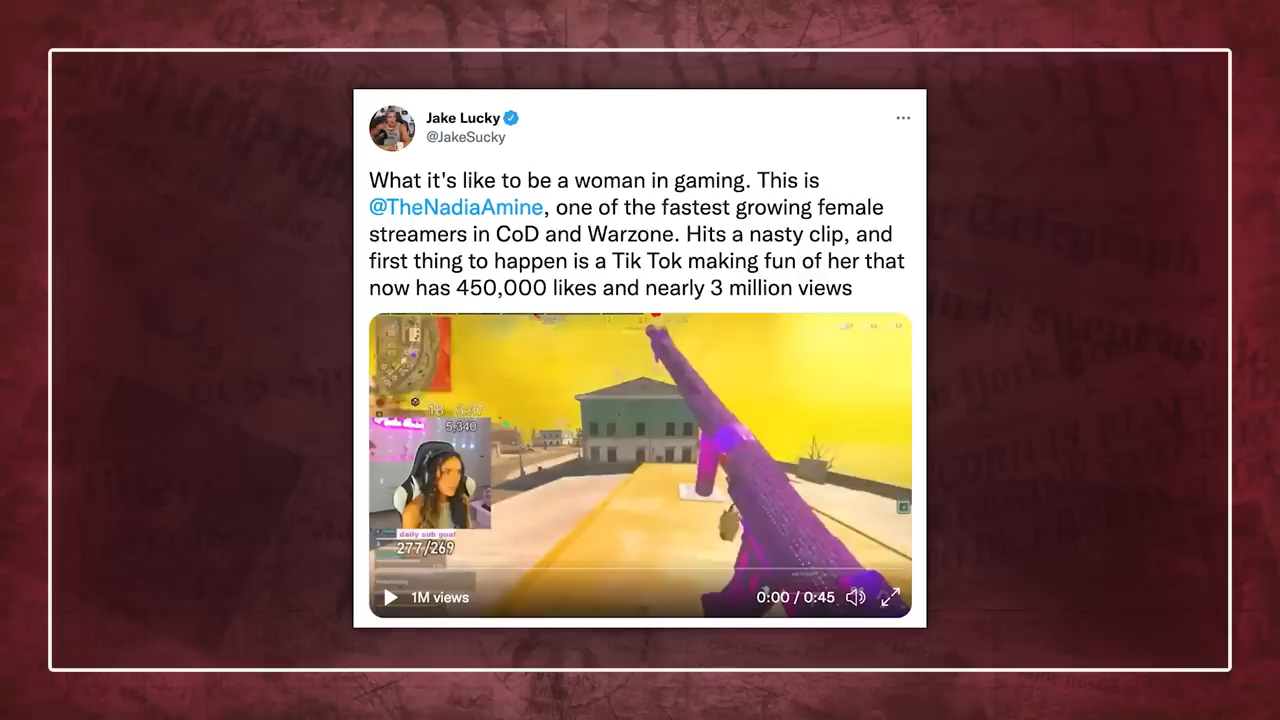 Jake Lucky
@JakeSucky
What it's like to be a woman in gaming. This is
@TheNadiaAmine, one of the fastest growing female
streamers in CoD and Warzone. Hits a nasty clip, and
first thing to happen is a Tik Tok making fun of her that
now has 450,000 likes and nearly 3 million views
18
5,340
daily sub goal
277/269
1M views
0:00 / 0:45
Telegraph